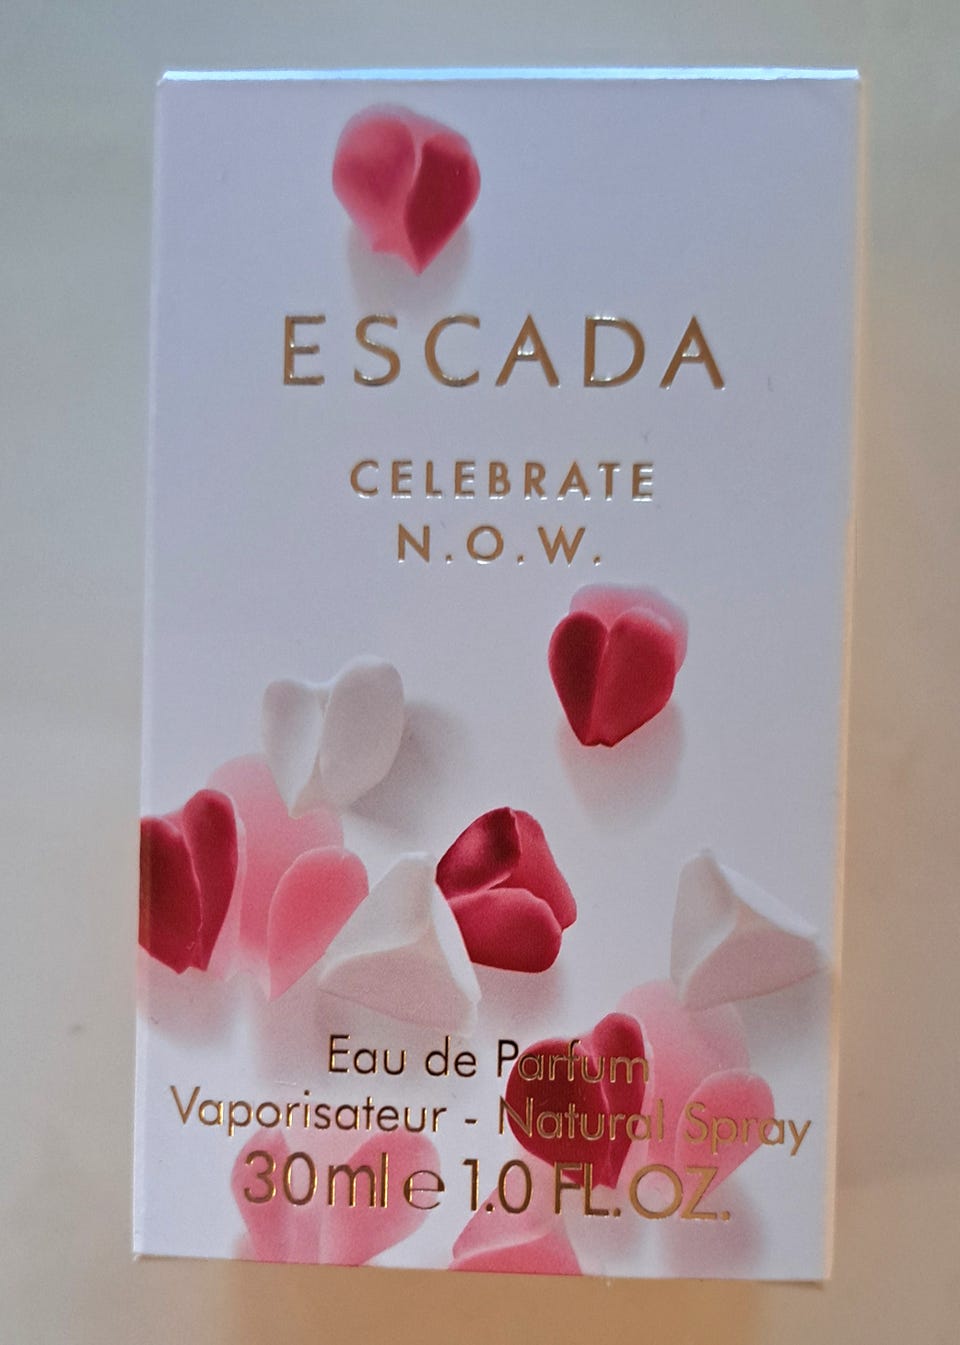 ESCADA
CELEBRATE
N.O.W.
Eau de Parfum
Vaporisateur - Natural Spray
30ml e 1.0 FL.OZ.